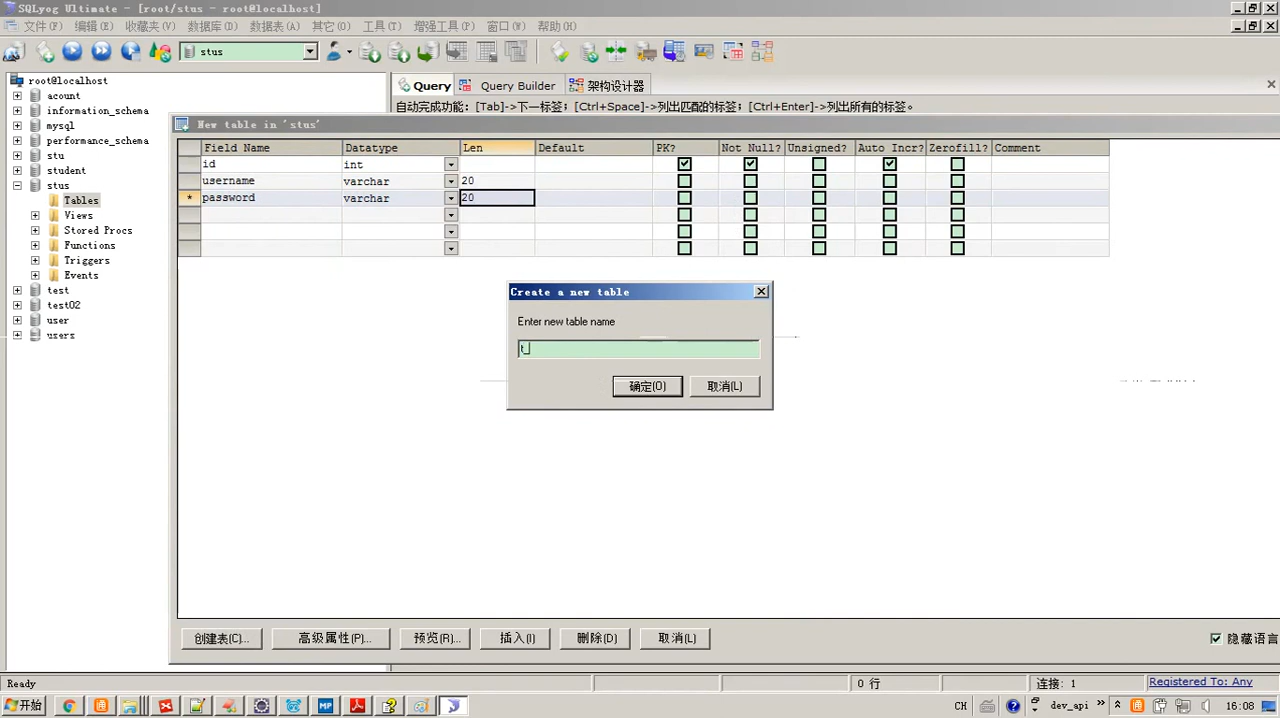 SQLyog Ultimate - [root/stus - root@localhost]
文件(F) 编辑(E) 收藏夹(V) 数据库(D) 数据表(A) 其它(O) 工具(T) 增强工具(P) 窗口(W) 帮助(H)
stus
root@localhost
acount
information_schema
mysql
performance_schema
stu
student
stus
Tables
Views
Stored Procs
Functions
Triggers
Events
test
test02
user
users
Query Query Builder 架构设计器
自动完成功能: [Tab]->下一标签; [Ctrl+Space]->列出匹配的标签; [Ctrl+Enter]->列出所有的标签。
New table in 'stus'
Field Name Datatype Len Default PK? Not Null? Unsigned? Auto Incr? Zerofill? Comment
id int
username varchar 20
* password varchar 20
Create a new table
Enter new table name
t_
确定(O) 取消(L)
创建表(C)... 高级属性(P)... 预览(R)... 插入(I) 删除(D) 取消(L) 隐藏语言
Ready 0 行 连接: 1 Registered To: Any
开始 CH dev_api 16:08